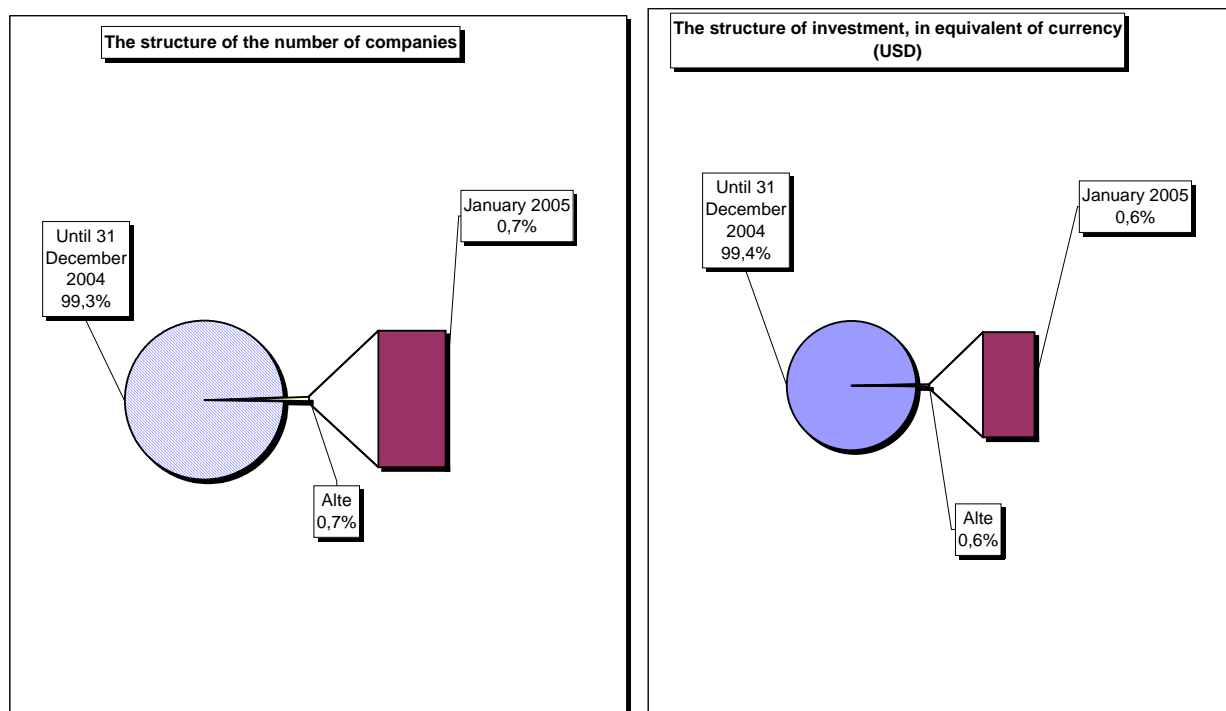 The structure of the number of companies
Until 31
December
2004
99,3%
January 2005
0,7%
Alte
0,7%
The structure of investment, in equivalent of currency
(USD)
Until 31
December
2004
99,4%
January 2005
0,6%
Alte
0,6%